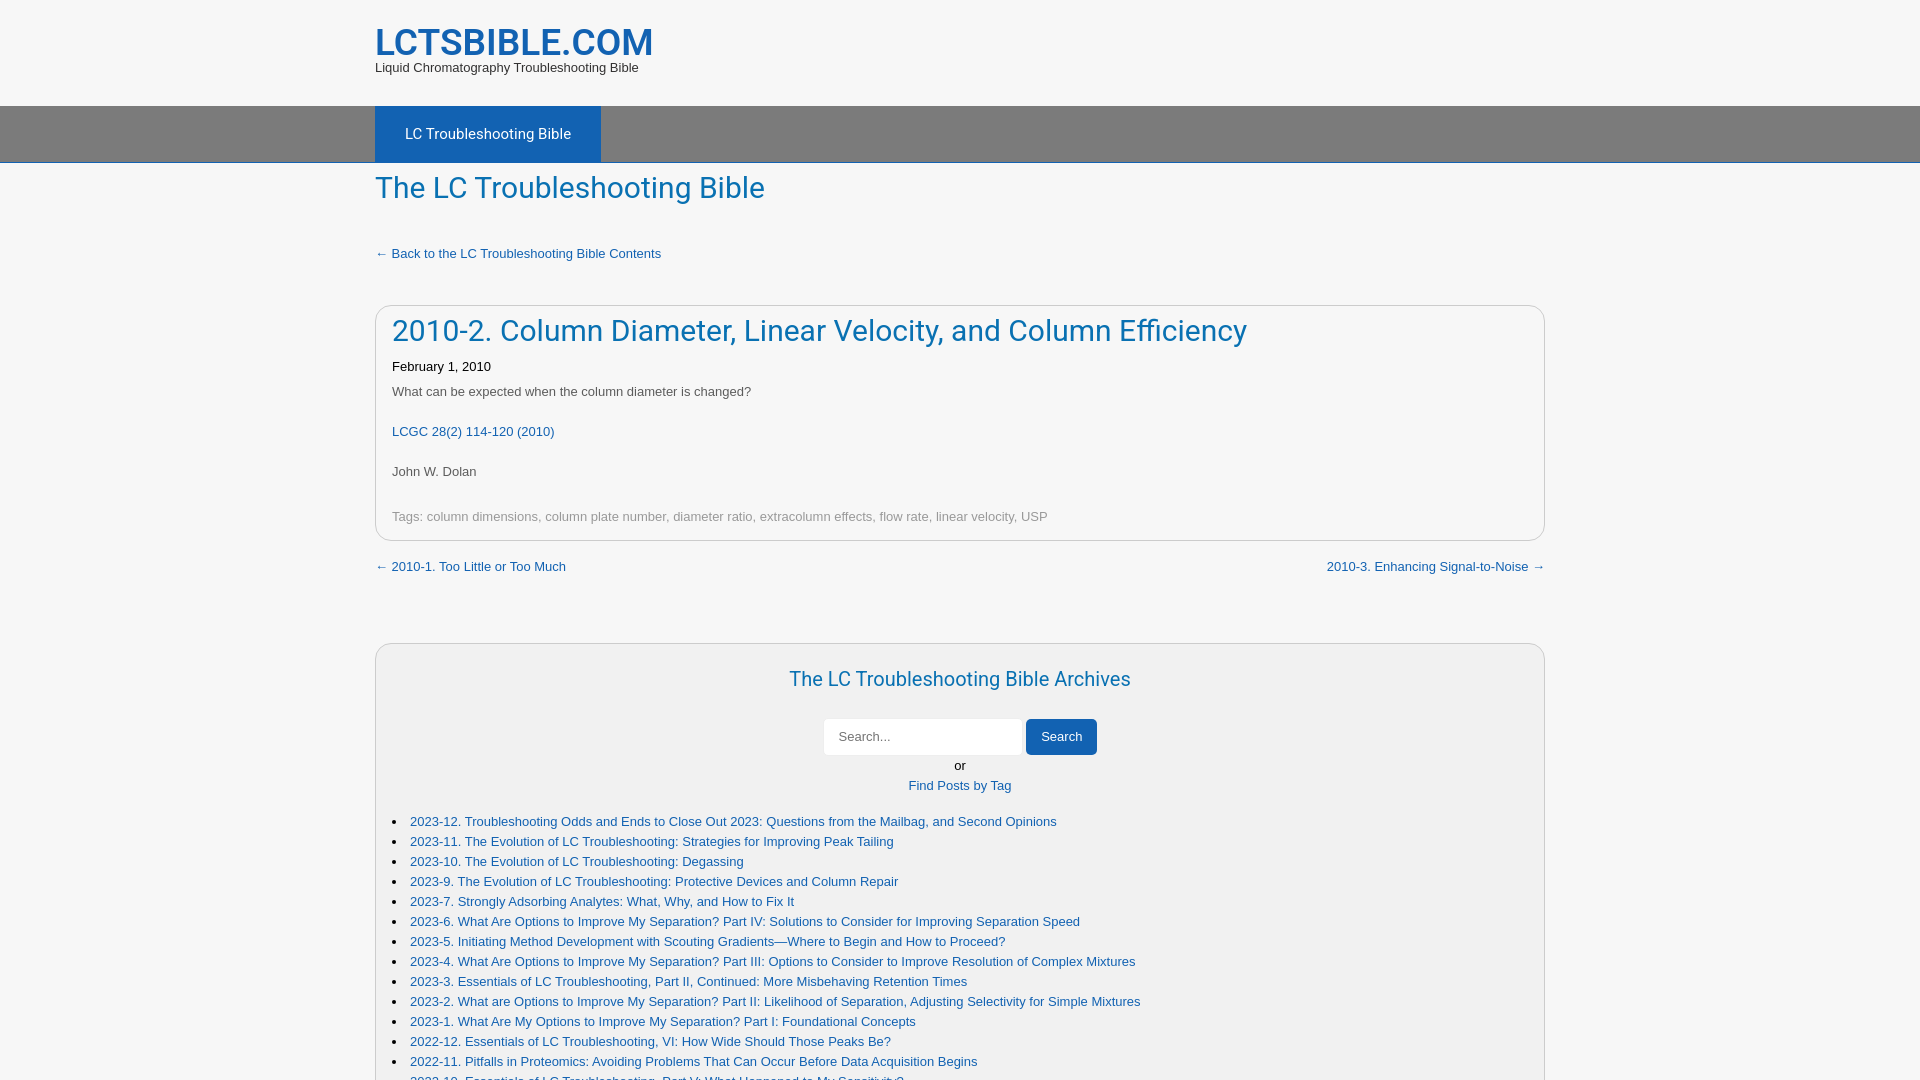 LCTSBIBLE.COM
Liquid Chromatography Troubleshooting Bible
LC Troubleshooting Bible
The LC Troubleshooting Bible
← Back to the LC Troubleshooting Bible Contents
2010-2. Column Diameter, Linear Velocity, and Column Efficiency
February 1, 2010
What can be expected when the column diameter is changed?
LCGC 28(2) 114-120 (2010)
John W. Dolan
Tags: column dimensions, column plate number, diameter ratio, extracolumn effects, flow rate, linear velocity, USP
← 2010-1. Too Little or Too Much
2010-3. Enhancing Signal-to-Noise →
The LC Troubleshooting Bible Archives
Search...
Search
or
Find Posts by Tag
2023-12. Troubleshooting Odds and Ends to Close Out 2023: Questions from the Mailbag, and Second Opinions
2023-11. The Evolution of LC Troubleshooting: Strategies for Improving Peak Tailing
2023-10. The Evolution of LC Troubleshooting: Degassing
2023-9. The Evolution of LC Troubleshooting: Protective Devices and Column Repair
2023-7. Strongly Adsorbing Analytes: What, Why, and How to Fix It
2023-6. What Are Options to Improve My Separation? Part IV: Solutions to Consider for Improving Separation Speed
2023-5. Initiating Method Development with Scouting Gradients—Where to Begin and How to Proceed?
2023-4. What Are Options to Improve My Separation? Part III: Options to Consider to Improve Resolution of Complex Mixtures
2023-3. Essentials of LC Troubleshooting, Part II, Continued: More Misbehaving Retention Times
2023-2. What are Options to Improve My Separation? Part II: Likelihood of Separation, Adjusting Selectivity for Simple Mixtures
2023-1. What Are My Options to Improve My Separation? Part I: Foundational Concepts
2022-12. Essentials of LC Troubleshooting, VI: How Wide Should Those Peaks Be?
2022-11. Pitfalls in Proteomics: Avoiding Problems That Can Occur Before Data Acquisition Begins
2022-10. Essentials of LC Troubleshooting, Part V: What Happened to My Sensitivity?